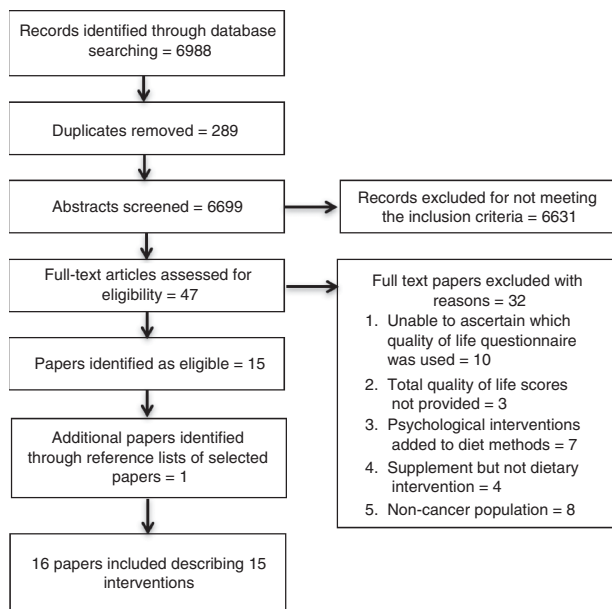 Records identified through database
searching = 6988
Duplicates removed = 289
Abstracts screened = 6699
Records excluded for not meeting
the inclusion criteria = 6631
Full-text articles assessed for
eligibility = 47
Full text papers excluded with
reasons = 32
1. Unable to ascertain which
quality of life questionnaire
was used = 10
2. Total quality of life scores
not provided = 3
3. Psychological interventions
added to diet methods = 7
4. Supplement but not dietary
intervention = 4
5. Non-cancer population = 8
Papers identified as eligible = 15
Additional papers identified
through reference lists of selected
papers = 1
16 papers included describing 15
interventions